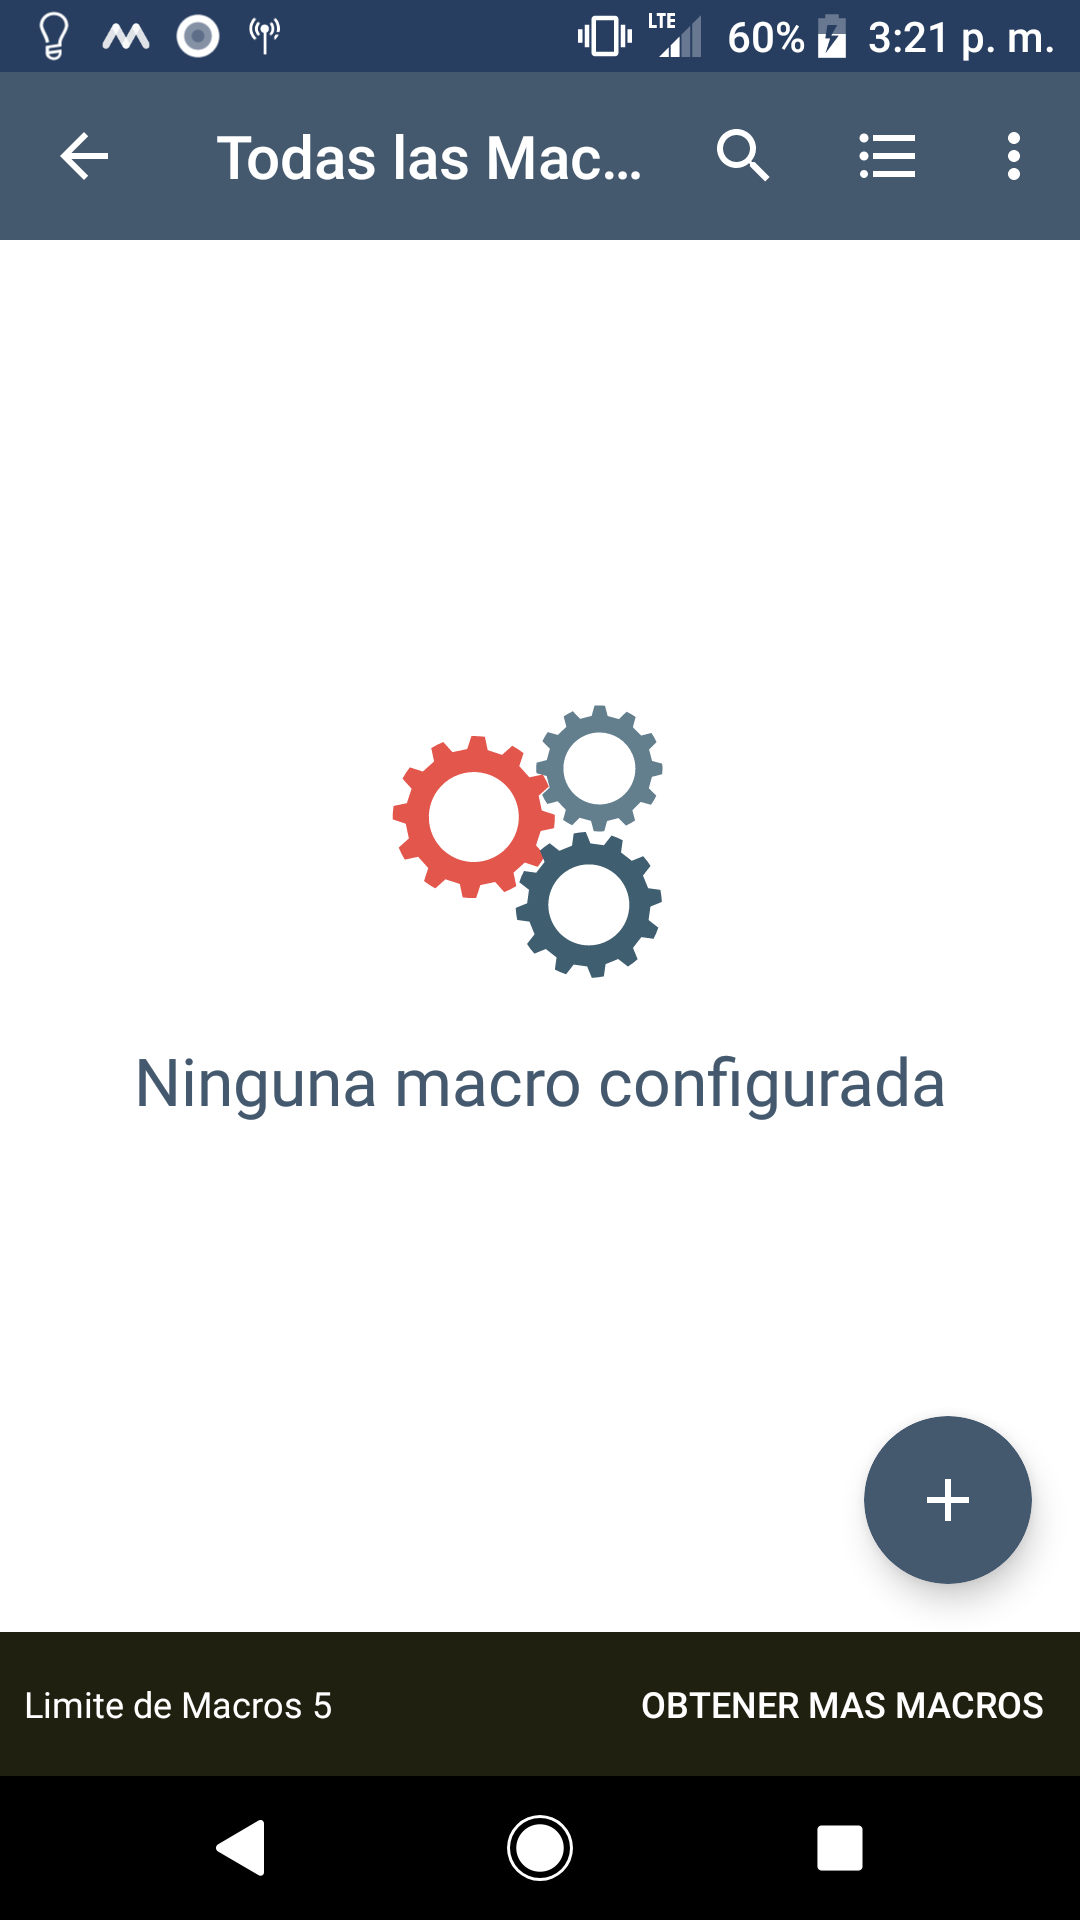 LTE 60% 3:21 p. m.
Todas las Mac...
Ninguna macro configurada
Limite de Macros 5
OBTENER MAS MACROS